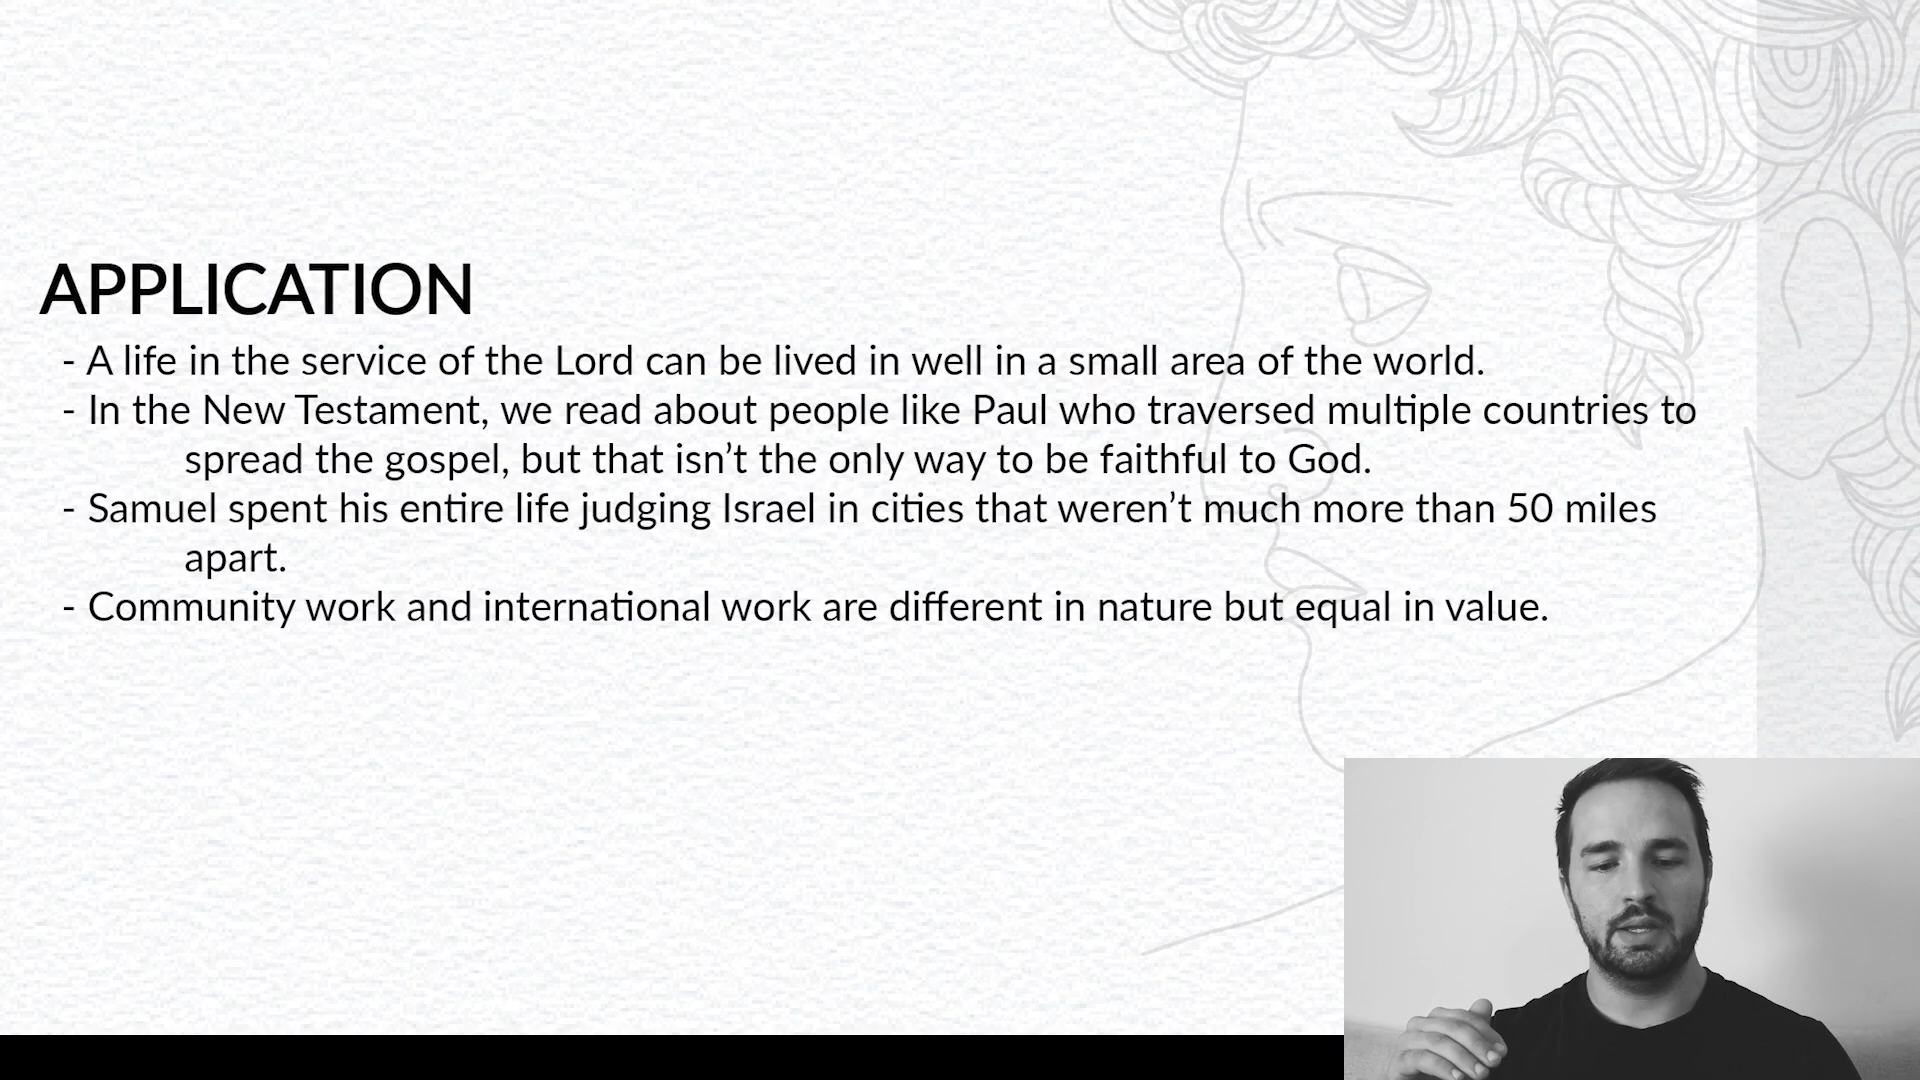 APPLICATION
- A life in the service of the Lord can be lived in well in a small area of the world.
- In the New Testament, we read about people like Paul who traversed multiple countries to
spread the gospel, but that isn’t the only way to be faithful to God.
- Samuel spent his entire life judging Israel in cities that weren’t much more than 50 miles
apart.
- Community work and international work are different in nature but equal in value.